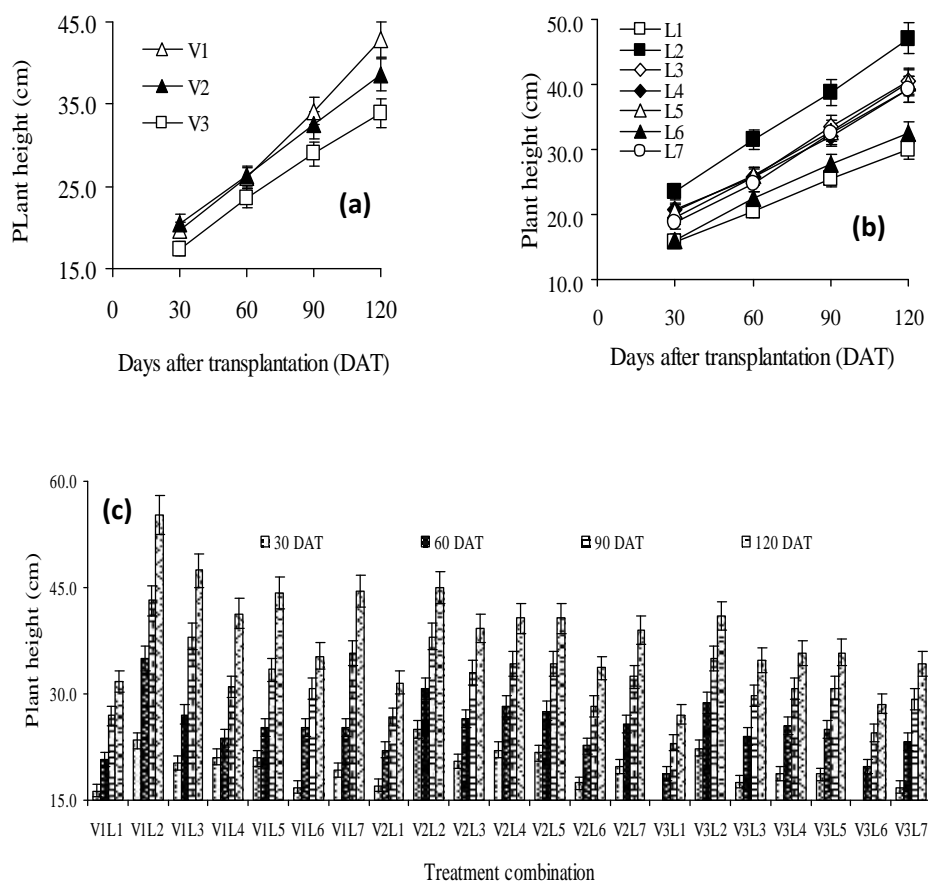 (a)
PLant height (cm)
45.0
35.0
25.0
15.0
V1
V2
V3
0 30 60 90 120
Days after transplantation (DAT)
(b)
Plant height (cm)
50.0
40.0
30.0
20.0
10.0
L1
L2
L3
L4
L5
L6
L7
0 30 60 90 120
Days after transplantation (DAT)
(c)
Plant height (cm)
60.0
45.0
30.0
15.0
30 DAT 60 DAT 90 DAT 120 DAT
V1L1 V1L2 V1L3 V1L4 V1L5 V1L6 V1L7 V2L1 V2L2 V2L3 V2L4 V2L5 V2L6 V2L7 V3L1 V3L2 V3L3 V3L4 V3L5 V3L6 V3L7
Treatment combination